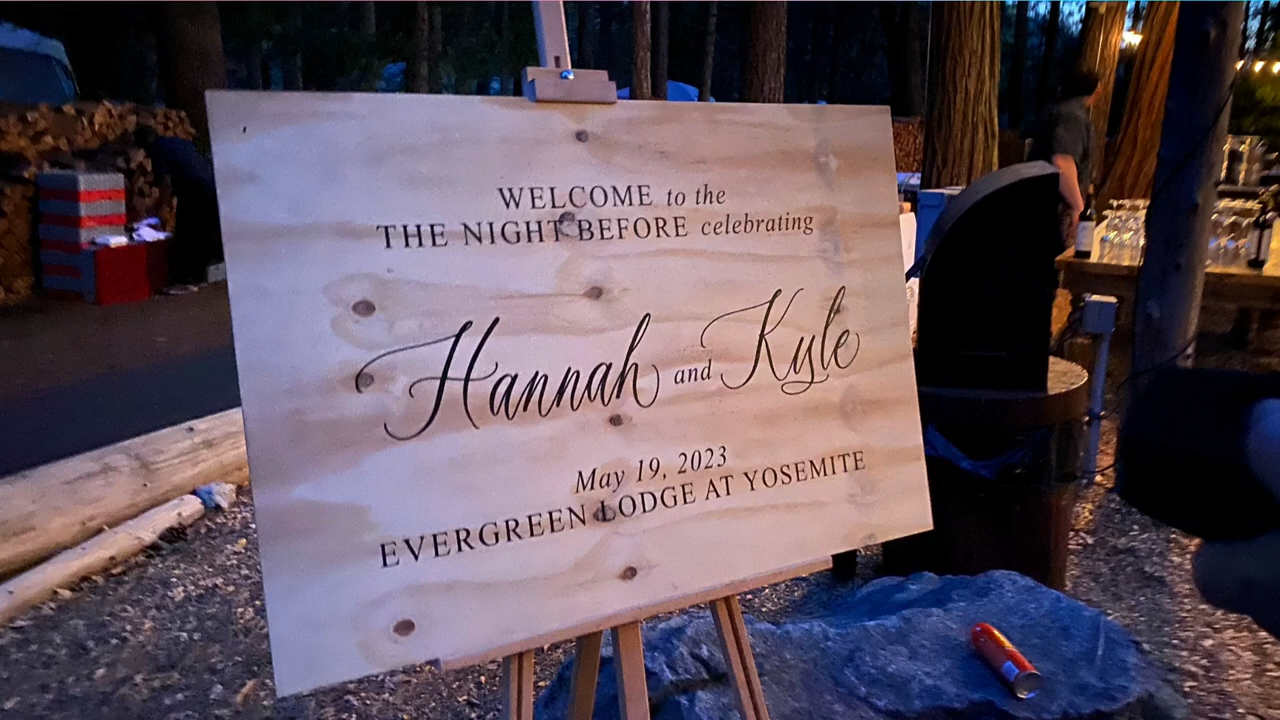 WELCOME to the
THE NIGHT BEFORE celebrating
Hannah and Kyle
May 19, 2023
EVERGREEN LODGE AT YOSEMITE